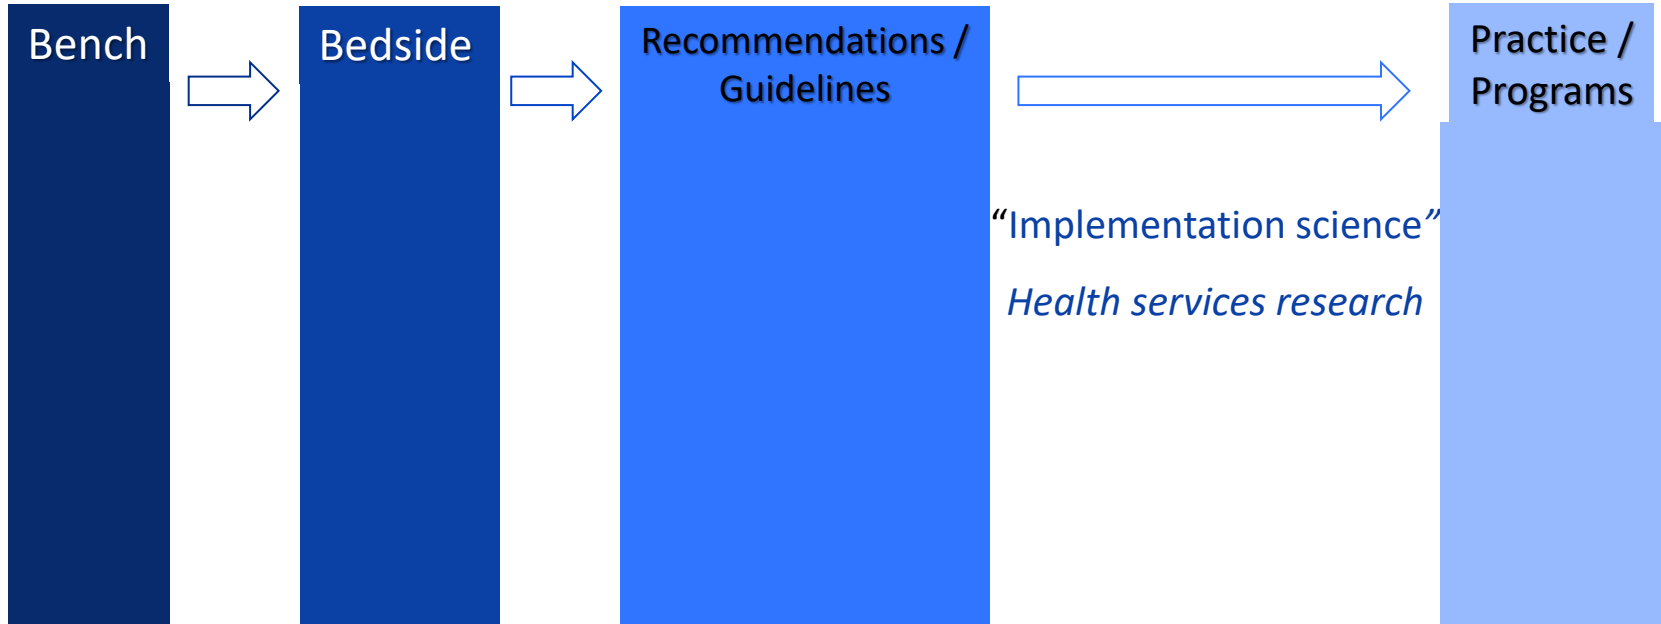 Bench
Bedside
Recommendations /
Guidelines
Practice /
Programs
“Implementation science”
Health services research